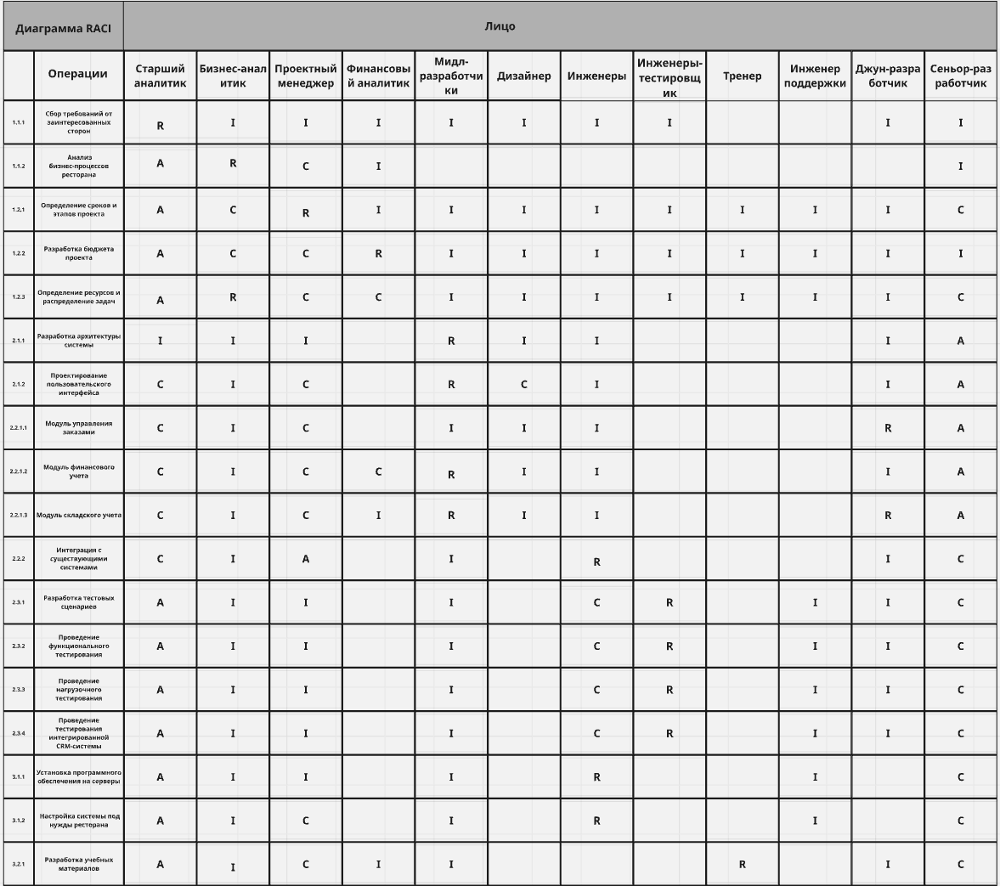 Диаграмма RACI Лицо
Операции Старший аналитик Бизнес-анал итик Проектный менеджер Финансовы й аналитик Мидл- разработчи ки Дизайнер Инженеры Инженеры- тестировщ ик Тренер Инженер поддержки Джун-разра ботчик Сеньор-раз работчик
1.1.1 Сбор требований от заинтересованных сторон R I I I I I I I I I
1.1.2 Анализ бизнес-процессов ресторана A R C I I
1.2.1 Определение сроков и этапов проекта A C R I I I I I I I I C
1.2.2 Разработка бюджета проекта A C C R I I I I I I I I
1.2.3 Определение ресурсов и распределение задач A R C C I I I I I I I C
2.1.1 Разработка архитектуры системы I I I R I I I A
2.1.2 Проектирование пользовательского интерфейса C I C R C I I A
2.2.1.1 Модуль управления заказами C I C I I I R A
2.2.1.2 Модуль финансового учета C I C C R I I I A
2.2.1.3 Модуль складского учета C I C I R I I R A
2.2.2 Интеграция с существующими системами C I A I R I C
2.3.1 Разработка тестовых сценариев A I I I C R I I C
2.3.2 Проведение функционального тестирования A I I I C R I I C
2.3.3 Проведение нагрузочного тестирования A I I I C R I I C
2.3.4 Проведение тестирования интегрированной CRM-системы A I I I C R I I C
3.1.1 Установка программного обеспечения на серверы A I I I R I C
3.1.2 Настройка системы под нужды ресторана A I C I R I C
3.2.1 Разработка учебных материалов A I C I I R I C